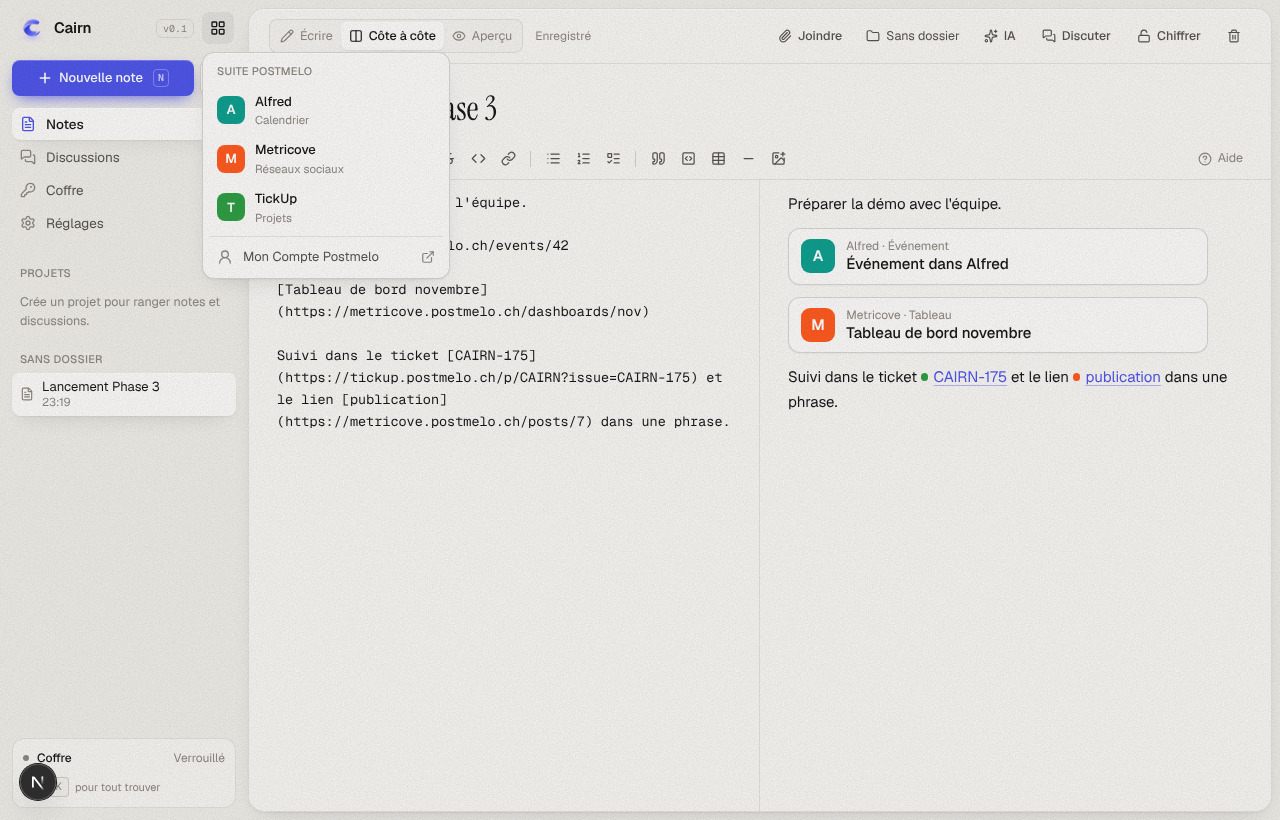 Cairn
v0.1
Écrire
Côte à côte
Aperçu
Enregistré
Joindre
Sans dossier
IA
Discuter
Chiffrer
Nouvelle note
N
SUITE POSTMELO
A
Alfred
Calendrier
M
Metricove
Réseaux sociaux
T
TickUp
Projets
Mon Compte Postmelo
Notes
Discussions
Coffre
Réglages
PROJETS
Crée un projet pour ranger notes et
discussions.
SANS DOSSIER
Lancement Phase 3
23:19
Coffre
Verrouillé
N
K
pour tout trouver
ase 3
Aide
l'équipe.
lo.ch/events/42
[Tableau de bord novembre]
(https://metricove.postmelo.ch/dashboards/nov)
Suivi dans le ticket [CAIRN-175]
(https://tickup.postmelo.ch/p/CAIRN?issue=CAIRN-175) et
le lien [publication]
(https://metricove.postmelo.ch/posts/7) dans une phrase.
Préparer la démo avec l'équipe.
A
Alfred · Événement
Événement dans Alfred
M
Metricove · Tableau
Tableau de bord novembre
Suivi dans le ticket CAIRN-175 et le lien publication dans une
phrase.